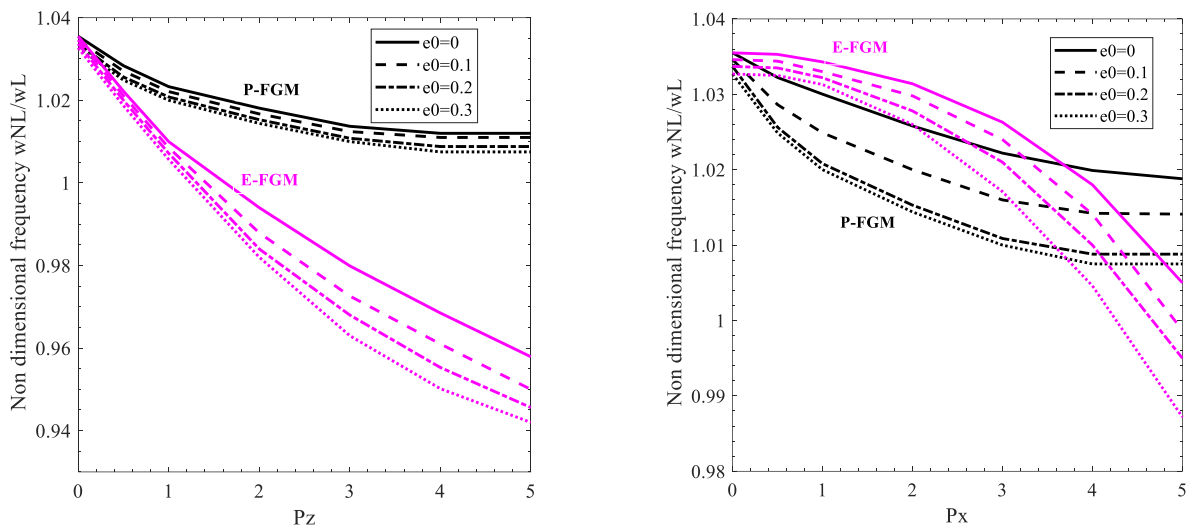 Non dimensional frequency wNL/wL
1.04
1.02
1
0.98
0.96
0.94
0 1 2 3 4 5
Pz
P-FGM
E-FGM
e0=0
e0=0.1
e0=0.2
e0=0.3
Non dimensional frequency wNL/wL
1.04
1.03
1.02
1.01
1
0.99
0.98
0 1 2 3 4 5
Px
E-FGM
P-FGM
e0=0
e0=0.1
e0=0.2
e0=0.3